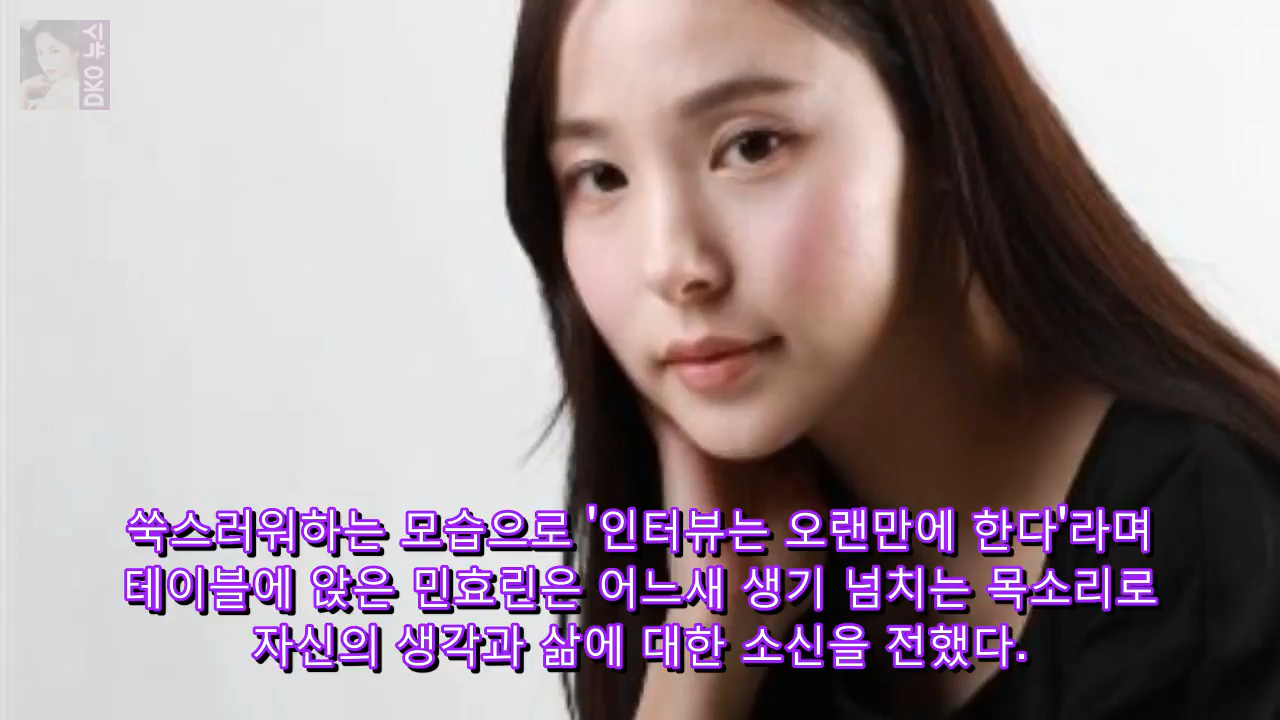 DKO 뉴스
쑥스러워하는 모습으로 '인터뷰는 오랜만에 한다'라며
테이블에 앉은 민효린은 어느새 생기 넘치는 목소리로
자신의 생각과 삶에 대한 소신을 전했다.